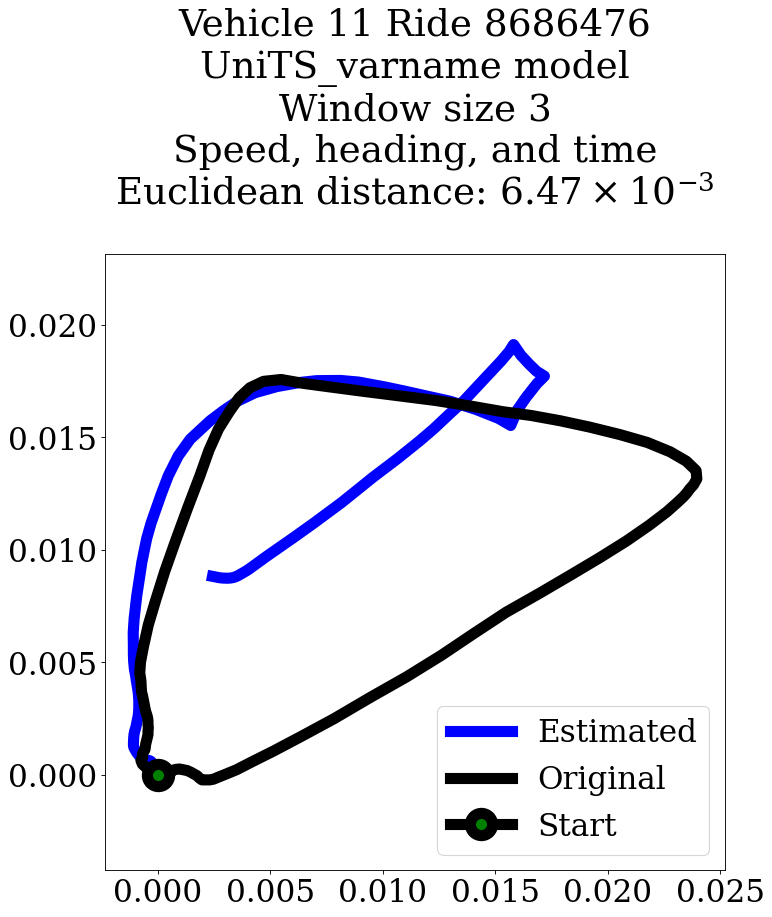 Vehicle 11 Ride 8686476
UniTS_varname model
Window size 3
Speed, heading, and time
Euclidean distance: 6.47 × 10⁻³
0.020
0.015
0.010
0.005
0.000
0.000 0.005 0.010 0.015 0.020 0.025
Estimated
Original
Start